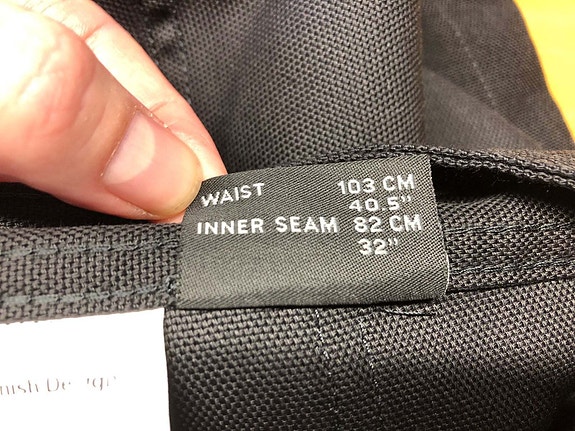 WAIST 103 CM
40.5"
INNER SEAM 82 CM
32"